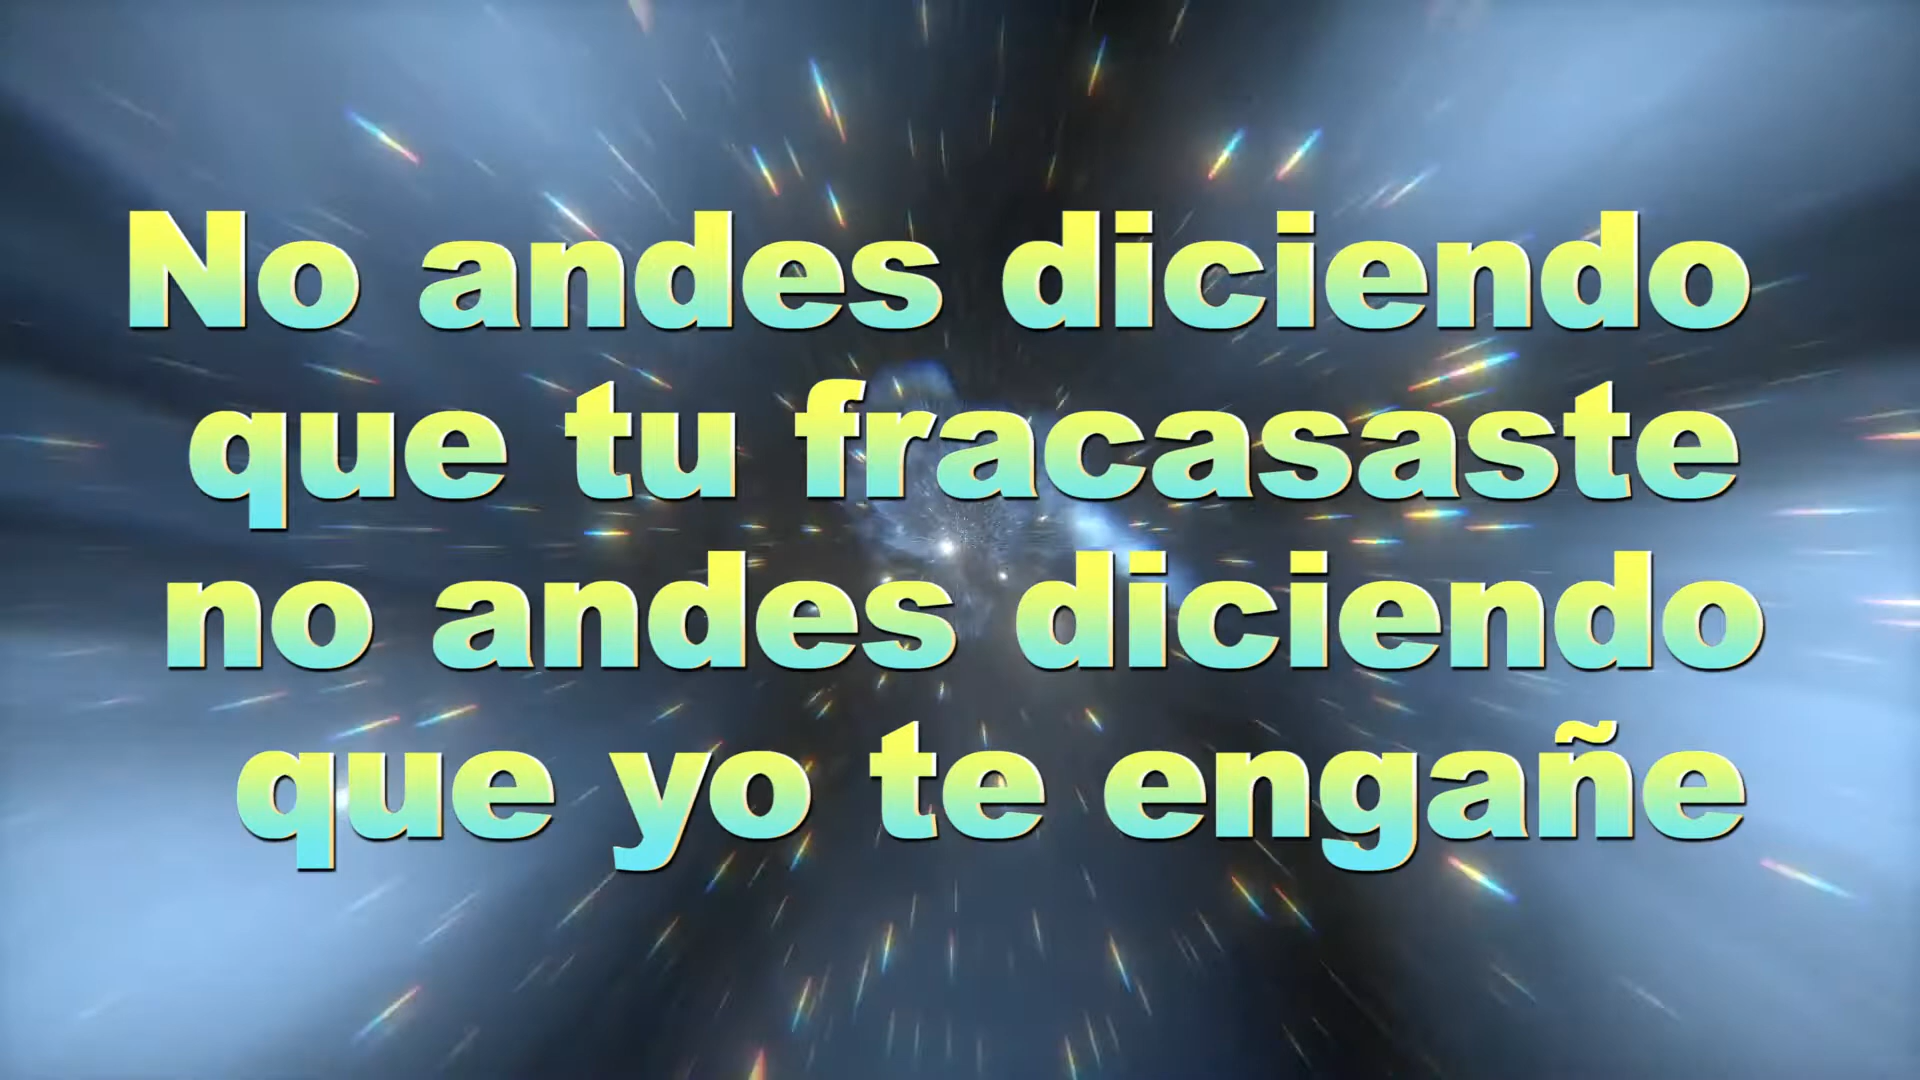 No andes diciendo
que tu fracasaste
no andes diciendo
que yo te engañe